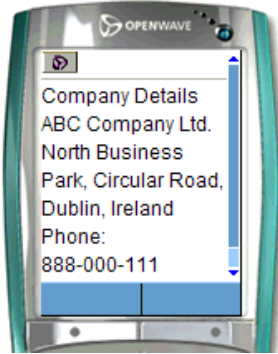 OPENWAVE
Company Details
ABC Company Ltd.
North Business
Park, Circular Road,
Dublin, Ireland
Phone:
888-000-111